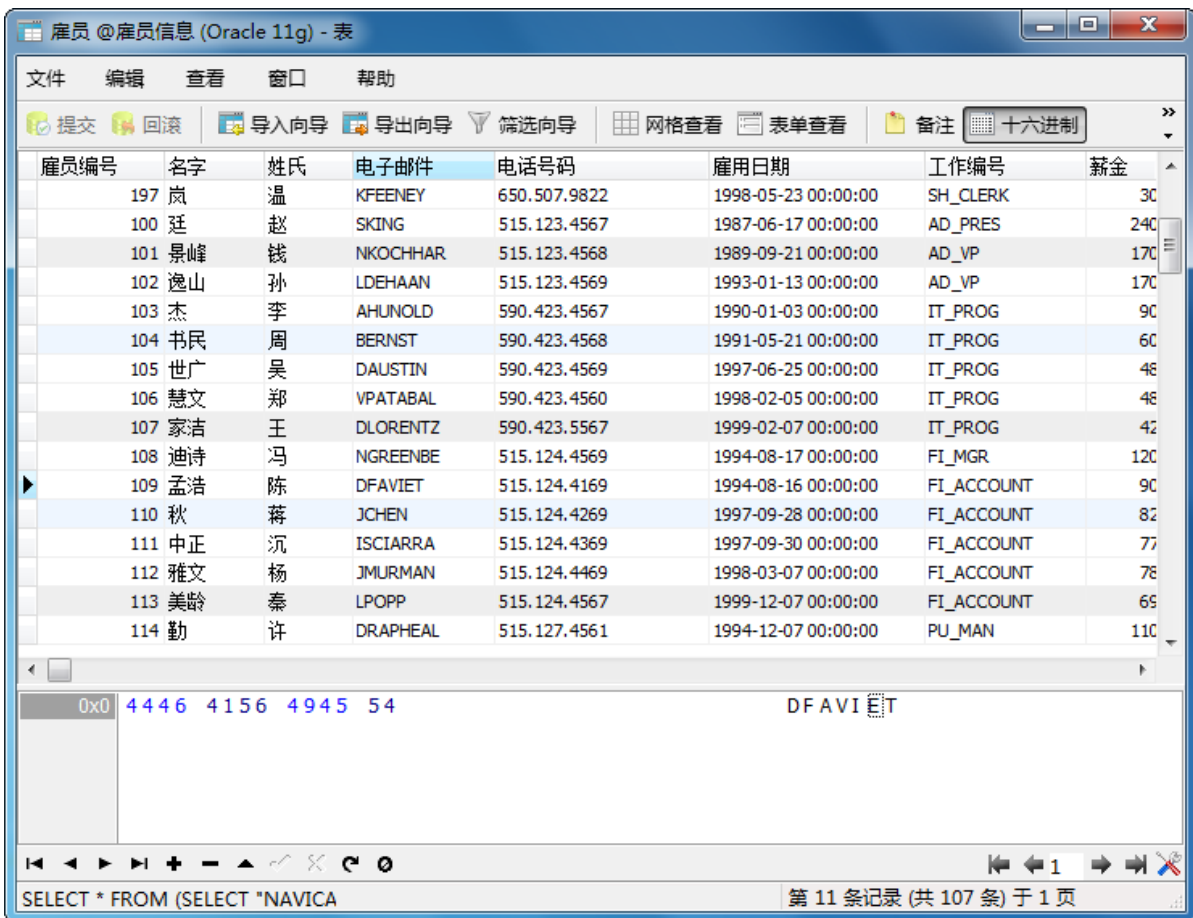 雇员 @雇员信息 (Oracle 11g) - 表
文件 编辑 查看 窗口 帮助
提交 回滚 导入向导 导出向导 筛选向导 网格查看 表单查看 备注 十六进制
雇员编号 名字 姓氏 电子邮件 电话号码 雇用日期 工作编号 薪金
197 岚 温 KFEENEY 650.507.9822 1998-05-23 00:00:00 SH_CLERK 30
100 廷 赵 SKING 515.123.4567 1987-06-17 00:00:00 AD_PRES 240
101 景峰 钱 NKOCHHAR 515.123.4568 1989-09-21 00:00:00 AD_VP 170
102 逸山 孙 LDEHAAN 515.123.4569 1993-01-13 00:00:00 AD_VP 170
103 杰 李 AHUNOLD 590.423.4567 1990-01-03 00:00:00 IT_PROG 90
104 书民 周 BERNST 590.423.4568 1991-05-21 00:00:00 IT_PROG 60
105 世广 吴 DAUSTIN 590.423.4569 1997-06-25 00:00:00 IT_PROG 48
106 慧文 郑 VPATABAL 590.423.4560 1998-02-05 00:00:00 IT_PROG 48
107 家洁 王 DLORENTZ 590.423.5567 1999-02-07 00:00:00 IT_PROG 42
108 迪诗 冯 NGREENBE 515.124.4569 1994-08-17 00:00:00 FI_MGR 120
109 孟浩 陈 DFAVIET 515.124.4169 1994-08-16 00:00:00 FI_ACCOUNT 90
110 秋 蒋 JCHEN 515.124.4269 1997-09-28 00:00:00 FI_ACCOUNT 82
111 中正 沉 ISCIARRA 515.124.4369 1997-09-30 00:00:00 FI_ACCOUNT 77
112 雅文 杨 JMURMAN 515.124.4469 1998-03-07 00:00:00 FI_ACCOUNT 78
113 美龄 秦 LPOPP 515.124.4567 1999-12-07 00:00:00 FI_ACCOUNT 69
114 勤 许 DRAPHEAL 515.127.4561 1994-12-07 00:00:00 PU_MAN 110
0x0 4446 4156 4945 54 DFAVIET
1
SELECT * FROM (SELECT "NAVICA 第 11 条记录 (共 107 条) 于 1 页